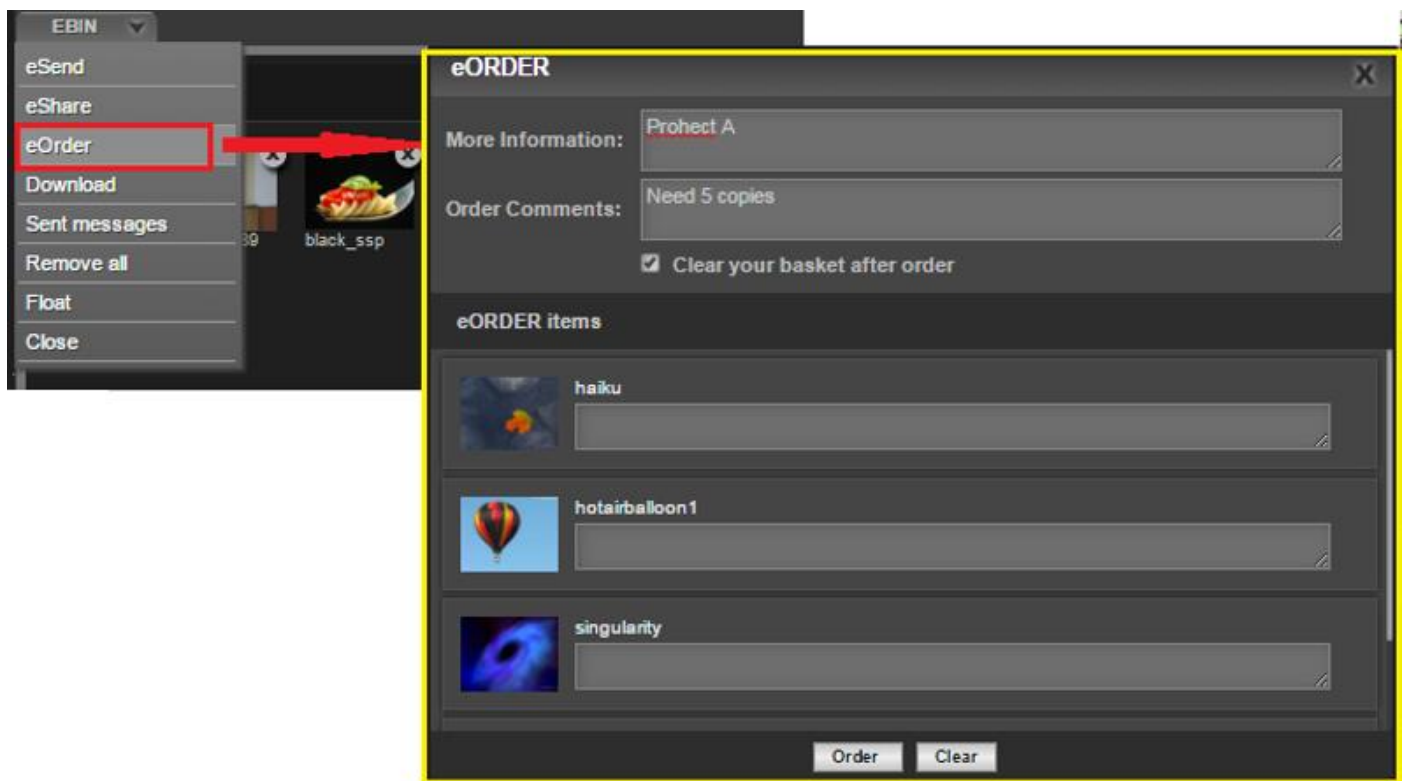 EBIN
eSend
eShare
eOrder
Download
Sent messages
Remove all
Float
Close
39
black_ssp
eORDER
X
More Information:
Prohect A
Order Comments:
Need 5 copies
Clear your basket after order
eORDER items
haiku
hotairballoon1
singularity
Order
Clear